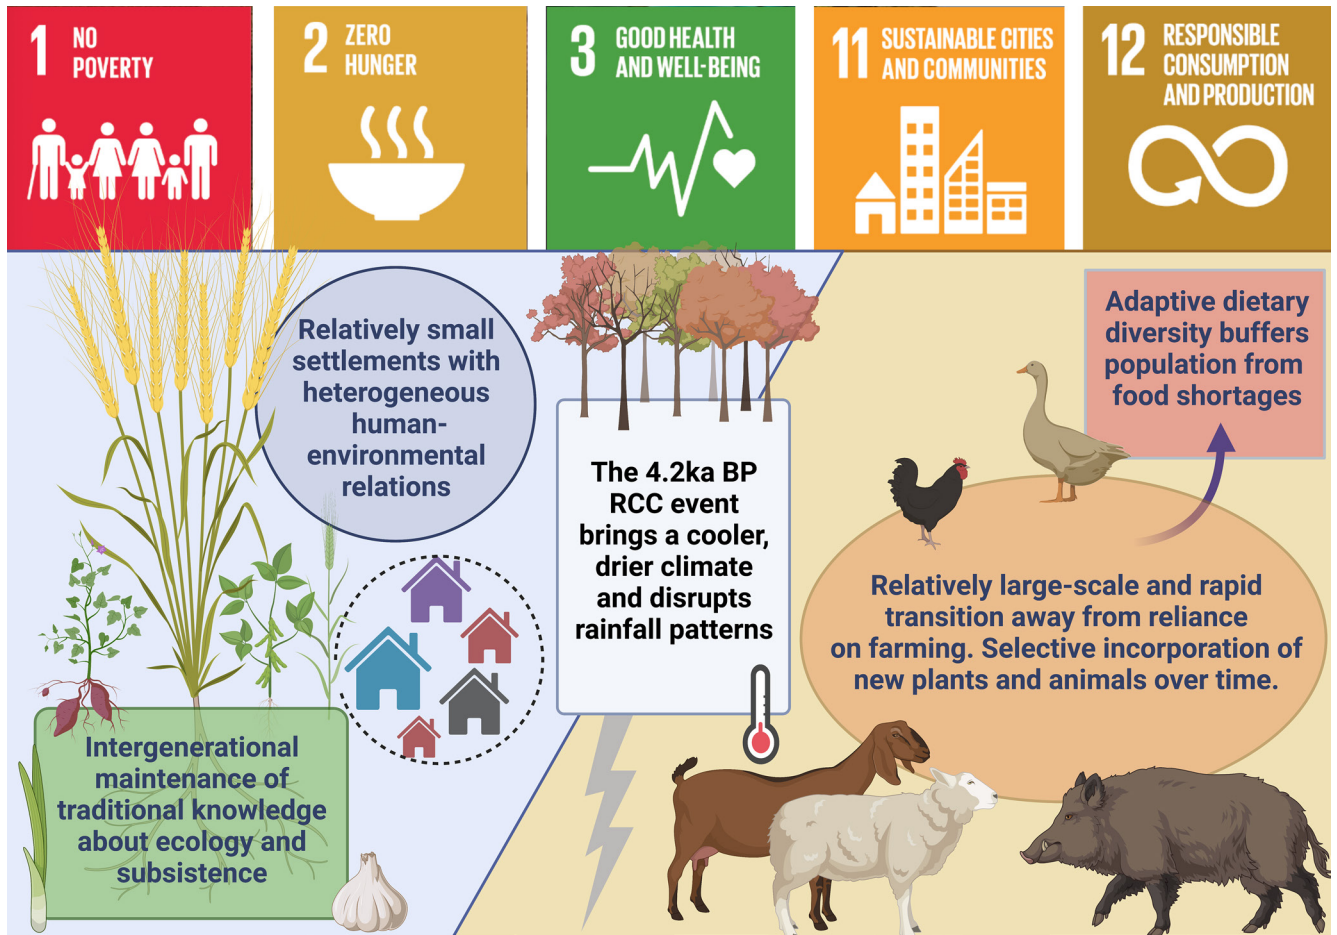 1 NO
POVERTY
2 ZERO
HUNGER
3 GOOD HEALTH
AND WELL-BEING
11 SUSTAINABLE CITIES
AND COMMUNITIES
12 RESPONSIBLE
CONSUMPTION
AND PRODUCTION
Relatively small
settlements with
heterogeneous
human-
environmental
relations
Intergenerational
maintenance of
traditional knowledge
about ecology and
subsistence
The 4.2ka BP
RCC event
brings a cooler,
drier climate
and disrupts
rainfall patterns
Adaptive dietary
diversity buffers
population from
food shortages
Relatively large-scale and rapid
transition away from reliance
on farming. Selective incorporation of
new plants and animals over time.